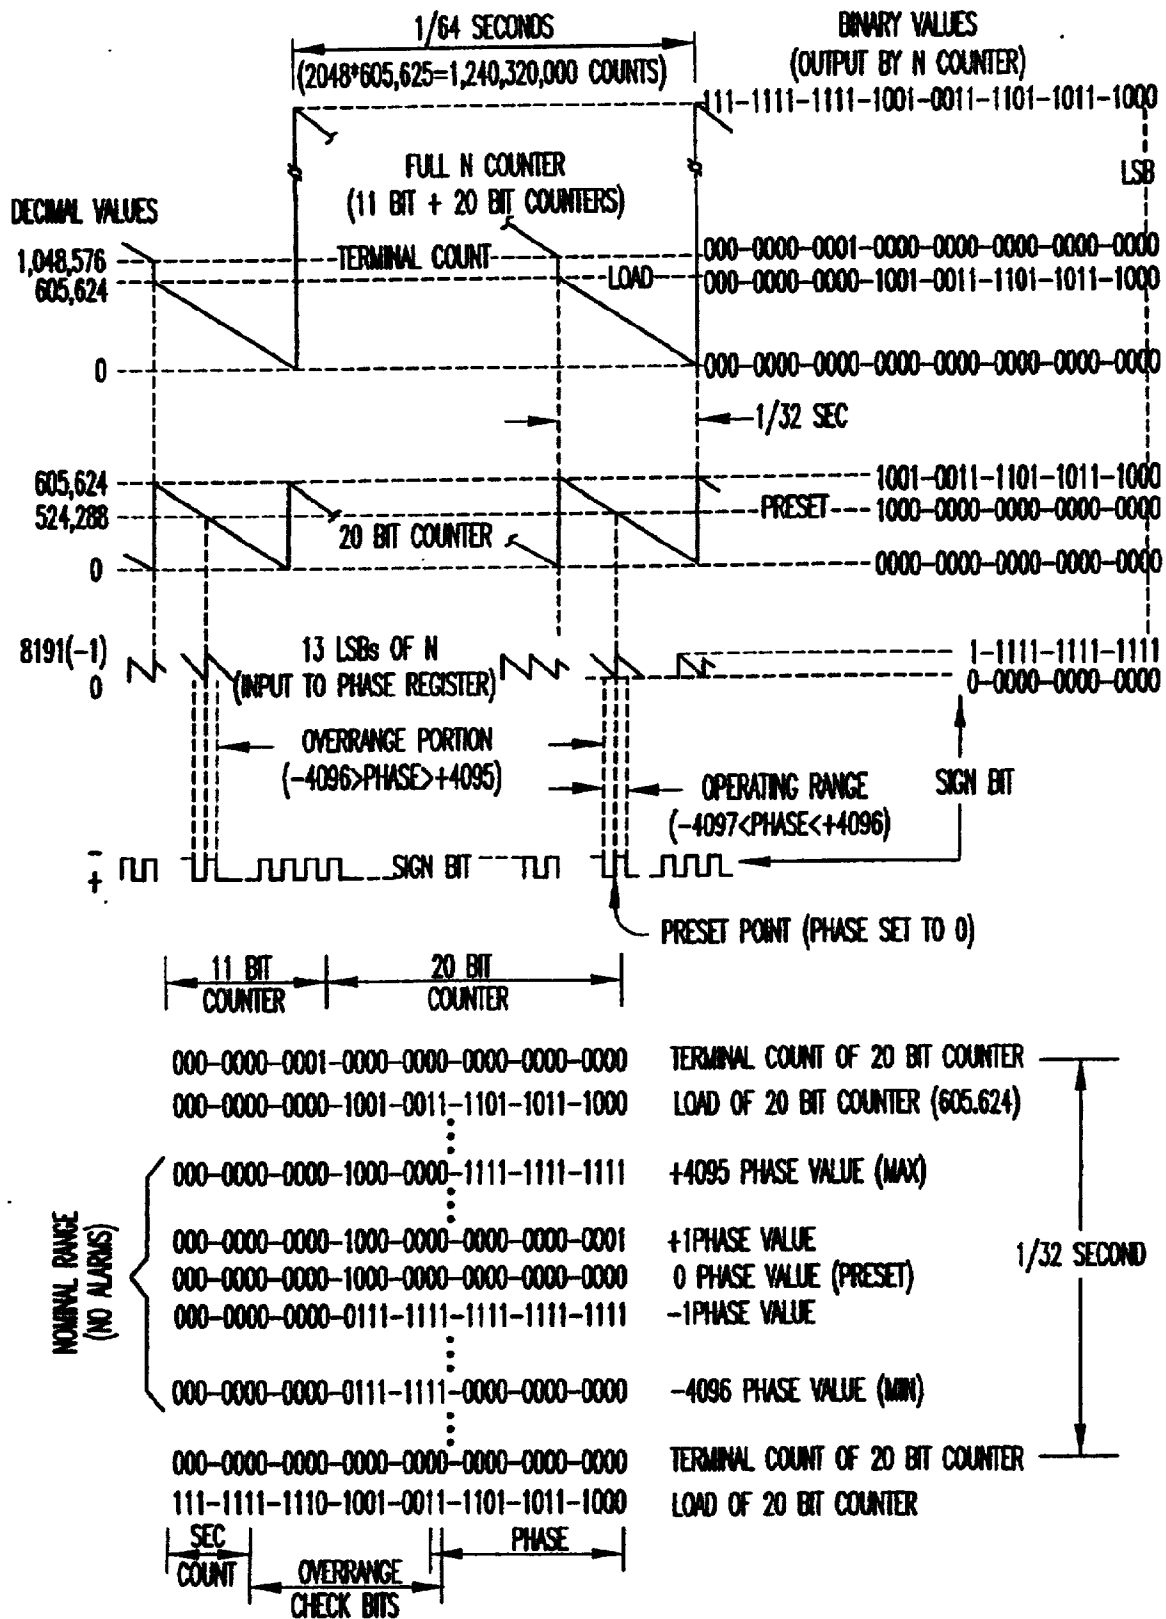 1/64 SECONDS
(2048*605,625=1,240,320,000 COUNTS)
BINARY VALUES
(OUTPUT BY N COUNTER)
111-1111-1111-1001-0011-1101-1011-1000
FULL N COUNTER
(11 BIT + 20 BIT COUNTERS)
LSB
DECIMAL VALUES
1,048,576
TERMINAL COUNT
000-0000-0001-0000-0000-0000-0000-0000
605,624
LOAD
000-0000-0000-1001-0011-1101-1011-1000
0
000-0000-0000-0000-0000-0000-0000-0000
1/32 SEC
605,624
1001-0011-1101-1011-1000
524,288
PRESET
1000-0000-0000-0000-0000
20 BIT COUNTER
0
0000-0000-0000-0000-0000
8191(-1)
13 LSBs OF N
1-1111-1111-1111
0
(INPUT TO PHASE REGISTER)
0-0000-0000-0000
OVERRANGE PORTION
(-4096>PHASE>+4095)
OPERATING RANGE
(-4097<PHASE<+4096)
SIGN BIT
-
+
SIGN BIT
PRESET POINT (PHASE SET TO 0)
11 BIT
COUNTER
20 BIT
COUNTER
000-0000-0001-0000-0000-0000-0000-0000 TERMINAL COUNT OF 20 BIT COUNTER
000-0000-0000-1001-0011-1101-1011-1000 LOAD OF 20 BIT COUNTER (605.624)
000-0000-0000-1000-0000-1111-1111-1111 +4095 PHASE VALUE (MAX)
000-0000-0000-1000-0000-0000-0000-0001 +1PHASE VALUE
000-0000-0000-1000-0000-0000-0000-0000 0 PHASE VALUE (PRESET)
000-0000-0000-0111-1111-1111-1111-1111 -1PHASE VALUE
000-0000-0000-0111-1111-0000-0000-0000 -4096 PHASE VALUE (MIN)
000-0000-0000-0000-0000-0000-0000-0000 TERMINAL COUNT OF 20 BIT COUNTER
111-1111-1110-1001-0011-1101-1011-1000 LOAD OF 20 BIT COUNTER
NOMINAL RANGE
(NO ALARMS)
1/32 SECOND
SEC
COUNT
PHASE
OVERRANGE
CHECK BITS